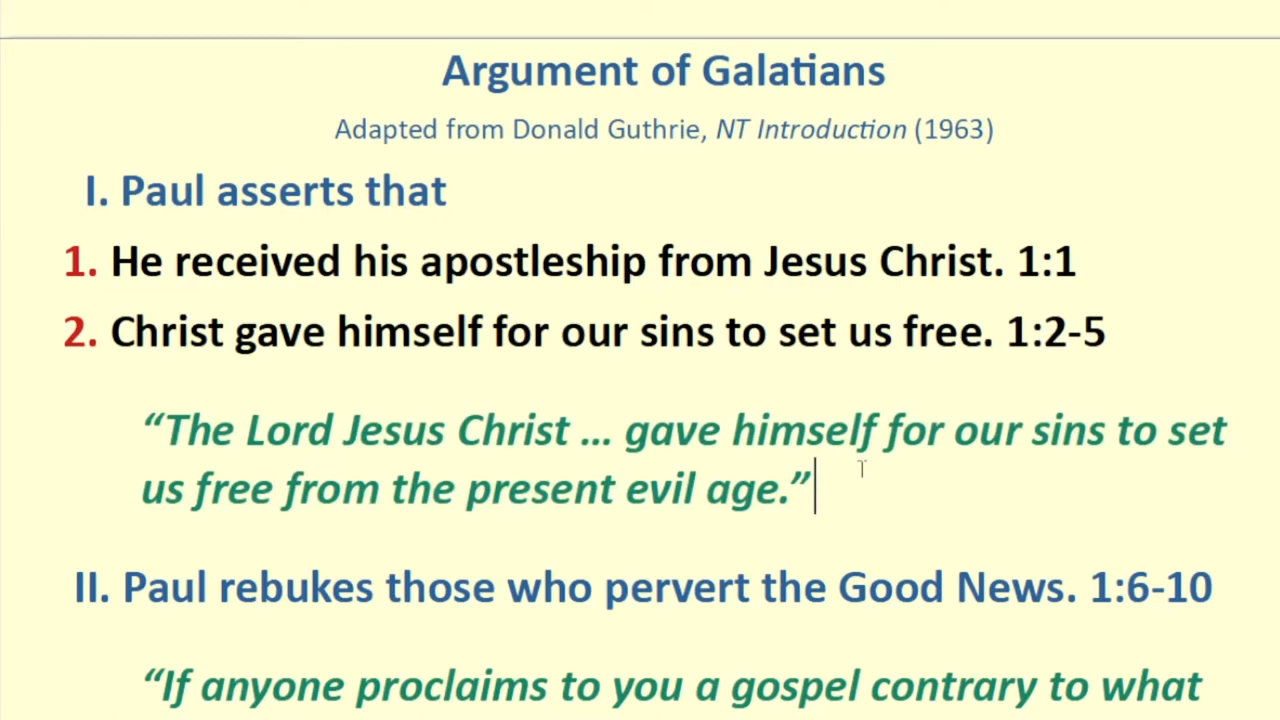 Argument of Galatians
Adapted from Donald Guthrie, NT Introduction (1963)
I. Paul asserts that
1. He received his apostleship from Jesus Christ. 1:1
2. Christ gave himself for our sins to set us free. 1:2-5
“The Lord Jesus Christ ... gave himself for our sins to set
us free from the present evil age.”
II. Paul rebukes those who pervert the Good News. 1:6-10
“If anyone proclaims to you a gospel contrary to what